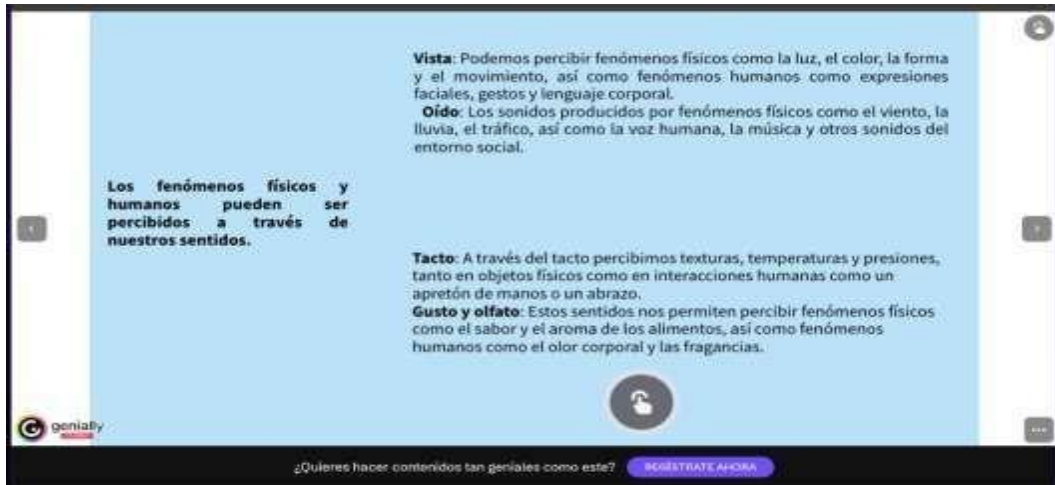 Vista: Podemos percibir fenómenos físicos como la luz, el color, la forma
y el movimiento, así como fenómenos humanos como expresiones
faciales, gestos y lenguaje corporal.
Oído: Los sonidos producidos por fenómenos físicos como el viento, la
lluvia, el tráfico, así como la voz humana, la música y otros sonidos del
entorno social.
Los fenómenos físicos y
humanos pueden ser
percibidos a través de
nuestros sentidos.
Tacto: A través del tacto percibimos texturas, temperaturas y presiones,
tanto en objetos físicos como en interacciones humanas como un
apretón de manos o un abrazo.
Gusto y olfato: Estos sentidos nos permiten percibir fenómenos físicos
como el sabor y el aroma de los alimentos, así como fenómenos
humanos como el olor corporal y las fragancias.
genially
¿Quieres hacer contenidos tan geniales como este? REGÍSTRATE AHORA